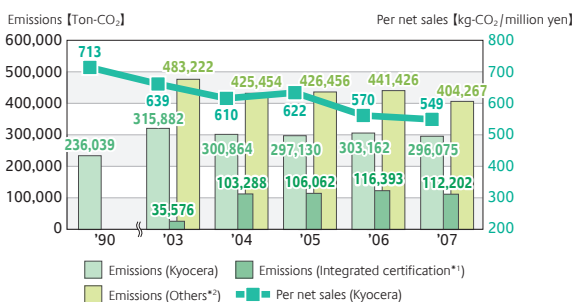 Emissions【Ton-CO₂】 Per net sales【kg-CO₂/million yen】
600,000 800
713 483,222
500,000 700
425,454 426,456 441,426
404,267
400,000 639 610 622 570 549 600
315,882
300,000 500
236,039 300,864 297,130 303,162 296,075
200,000 400
103,288 106,062 116,393 112,202
100,000 300
35,576
0 200
'90 '03 '04 '05 '06 '07
Emissions (Kyocera) Emissions (Integrated certification*¹)
Emissions (Others*²) Per net sales (Kyocera)